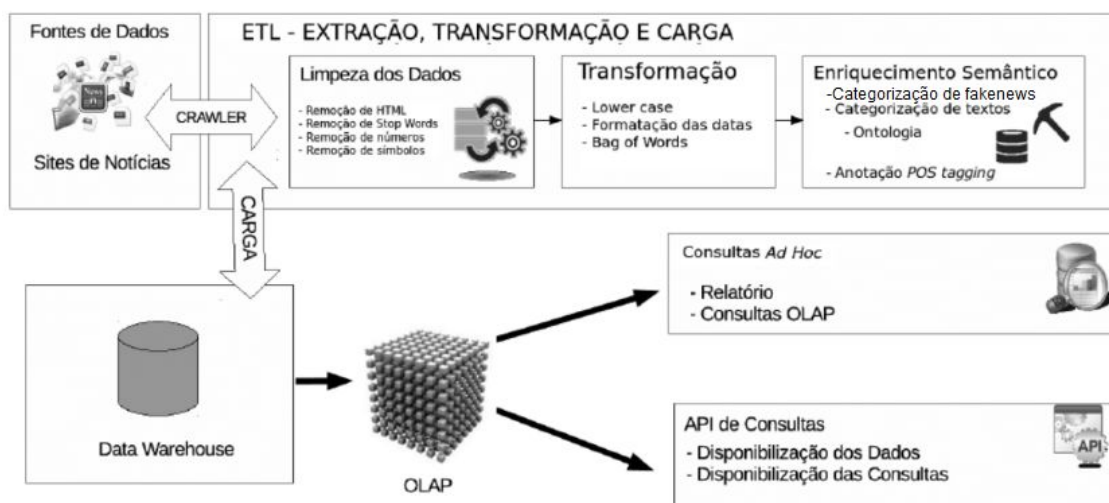 Fontes de Dados
Sites de Notícias
CRAWLER
ETL - EXTRAÇÃO, TRANSFORMAÇÃO E CARGA
Limpeza dos Dados
- Remoção de HTML
- Remoção de Stop Words
- Remoção de números
- Remoção de símbolos
Transformação
- Lower case
- Formatação das datas
- Bag of Words
Enriquecimento Semântico
-Categorização de fakenews
- Categorização de textos
- Ontologia
- Anotação POS tagging
CARGA
Data Warehouse
OLAP
Consultas Ad Hoc
- Relatório
- Consultas OLAP
API de Consultas
- Disponibilização dos Dados
- Disponibilização das Consultas
API